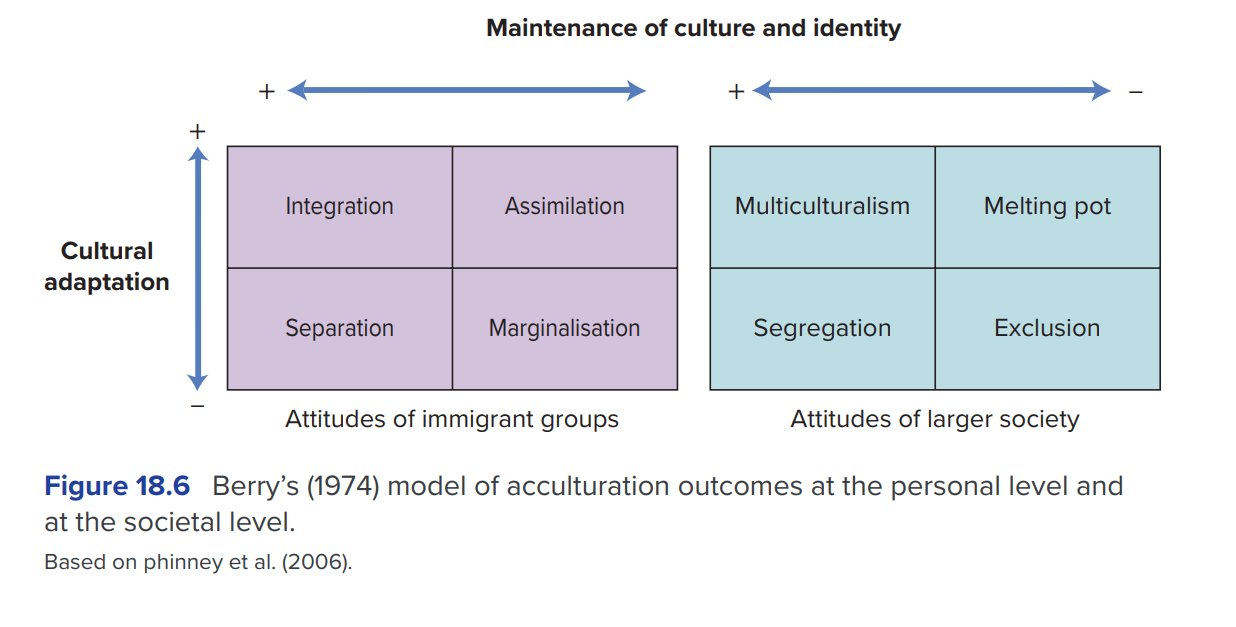 Maintenance of culture and identity
+
+ –
+
Integration Assimilation Multiculturalism Melting pot
Cultural
adaptation
Separation Marginalisation Segregation Exclusion
–
Attitudes of immigrant groups Attitudes of larger society
Figure 18.6 Berry’s (1974) model of acculturation outcomes at the personal level and
at the societal level.
Based on phinney et al. (2006).